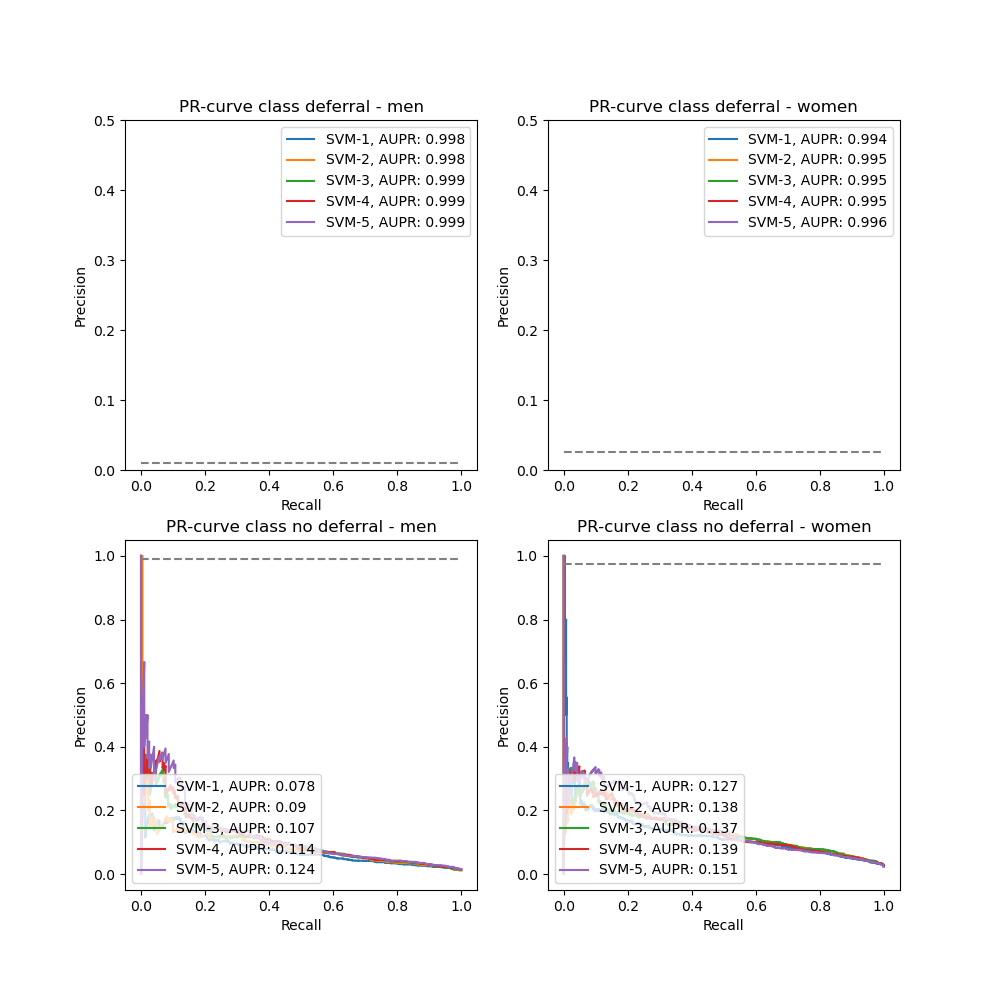 PR-curve class deferral - men
Precision
0.5
0.4
0.3
0.2
0.1
0.0
SVM-1, AUPR: 0.998
SVM-2, AUPR: 0.998
SVM-3, AUPR: 0.999
SVM-4, AUPR: 0.999
SVM-5, AUPR: 0.999
0.0 0.2 0.4 0.6 0.8 1.0
Recall
PR-curve class deferral - women
Precision
0.5
0.4
0.3
0.2
0.1
0.0
SVM-1, AUPR: 0.994
SVM-2, AUPR: 0.995
SVM-3, AUPR: 0.995
SVM-4, AUPR: 0.995
SVM-5, AUPR: 0.996
0.0 0.2 0.4 0.6 0.8 1.0
Recall
PR-curve class no deferral - men
Precision
1.0
0.8
0.6
0.4
0.2
0.0
SVM-1, AUPR: 0.078
SVM-2, AUPR: 0.09
SVM-3, AUPR: 0.107
SVM-4, AUPR: 0.114
SVM-5, AUPR: 0.124
0.0 0.2 0.4 0.6 0.8 1.0
Recall
PR-curve class no deferral - women
Precision
1.0
0.8
0.6
0.4
0.2
0.0
SVM-1, AUPR: 0.127
SVM-2, AUPR: 0.138
SVM-3, AUPR: 0.137
SVM-4, AUPR: 0.139
SVM-5, AUPR: 0.151
0.0 0.2 0.4 0.6 0.8 1.0
Recall